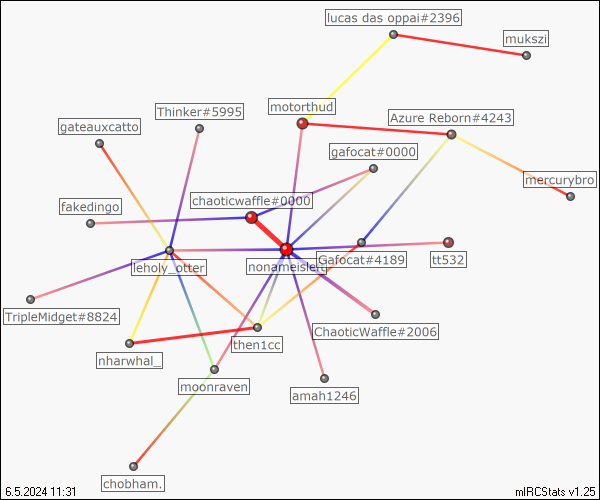 lucas das oppai#2396
mukszi
motorthud
Thinker#5995
Azure Reborn#4243
gateauxcatto
gafocat#0000
mercurybro
chaoticwaffle#0000
fakedingo
leholy_otter
nonameisleft
Gafocat#4189
tt532
TripleMidget#8824
ChaoticWaffle#2006
then1cc
nharwhal_
moonraven
amah1246
chobham.
6.5.2024 11:31
mIRCStats v1.25